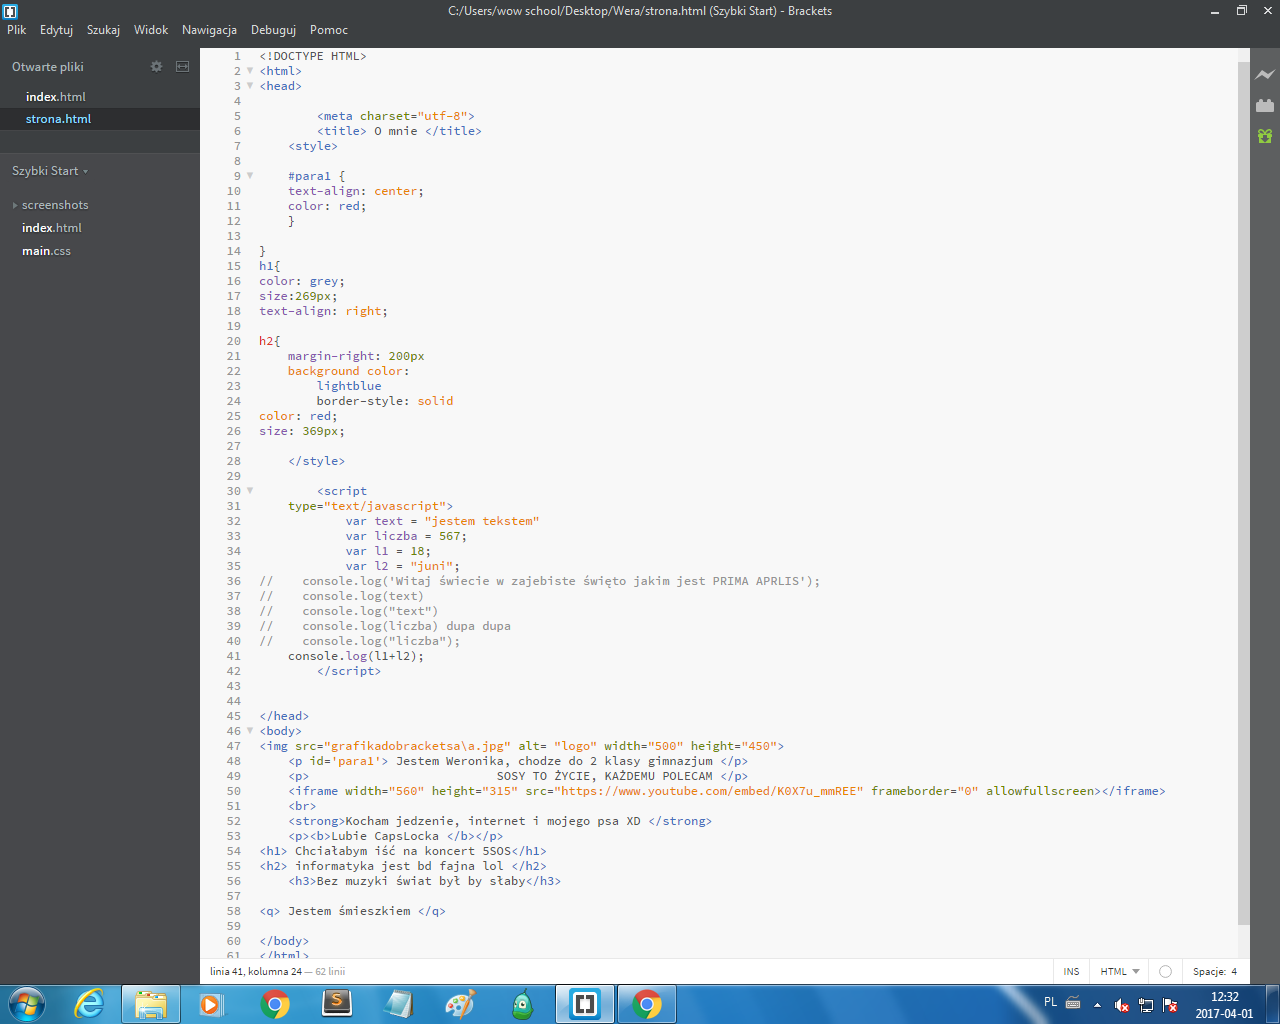 C:/Users/wow school/Desktop/Wera/strona.html (Szybki Start) - Brackets
Plik Edytuj Szukaj Widok Nawigacja Debuguj Pomoc
Otwarte pliki
index.html
strona.html
Szybki Start
screenshots
index.html
main.css
1 <!DOCTYPE HTML>
2 <html>
3 <head>
4
5 <meta charset="utf-8">
6 <title> O mnie </title>
7 <style>
8
9 #para1 {
10 text-align: center;
11 color: red;
12 }
13
14 }
15 h1{
16 color: grey;
17 size:269px;
18 text-align: right;
19
20 h2{
21 margin-right: 200px
22 background color:
23 lightblue
24 border-style: solid
25 color: red;
26 size: 369px;
27
28 </style>
29
30 <script
31 type="text/javascript">
32 var text = "jestem tekstem"
33 var liczba = 567;
34 var l1 = 18;
35 var l2 = "juni";
36 // console.log('Witaj świecie w zajebiste święto jakim jest PRIMA APRLIS');
37 // console.log(text)
38 // console.log("text")
39 // console.log(liczba) dupa dupa
40 // console.log("liczba");
41 console.log(l1+l2);
42 </script>
43
44
45 </head>
46 <body>
47 <img src="grafikadobracketsa\a.jpg" alt= "logo" width="500" height="450">
48 <p id='para1'> Jestem Weronika, chodze do 2 klasy gimnazjum </p>
49 <p> SOSY TO ŻYCIE, KAŻDEMU POLECAM </p>
50 <iframe width="560" height="315" src="https://www.youtube.com/embed/K0X7u_mmREE" frameborder="0" allowfullscreen></iframe>
51 <br>
52 <strong>Kocham jedzenie, internet i mojego psa XD </strong>
53 <p><b>Lubie CapsLocka </b></p>
54 <h1> Chciałabym iść na koncert 5SOS</h1>
55 <h2> informatyka jest bd fajna lol </h2>
56 <h3>Bez muzyki świat był by słaby</h3>
57
58 <q> Jestem śmieszkiem </q>
59
60 </body>
61 </html>
linia 41, kolumna 24 — 62 linii
INS HTML Spacje: 4
PL
12:32
2017-04-01